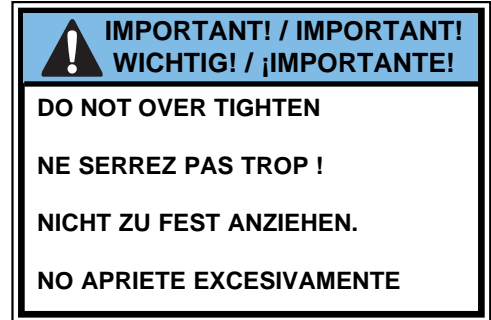 IMPORTANT! / IMPORTANT!
WICHTIG! / ¡IMPORTANTE!
DO NOT OVER TIGHTEN
NE SERREZ PAS TROP !
NICHT ZU FEST ANZIEHEN.
NO APRIETE EXCESIVAMENTE